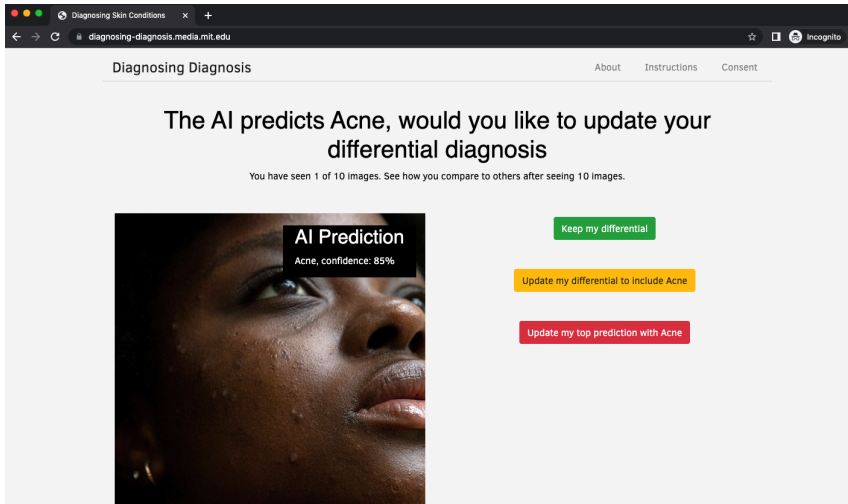 Diagnosing Skin Conditions
diagnosing-diagnosis.media.mit.edu
Incognito
Diagnosing Diagnosis
About Instructions Consent
The AI predicts Acne, would you like to update your
differential diagnosis
You have seen 1 of 10 images. See how you compare to others after seeing 10 images.
AI Prediction
Acne, confidence: 85%
Keep my differential
Update my differential to include Acne
Update my top prediction with Acne